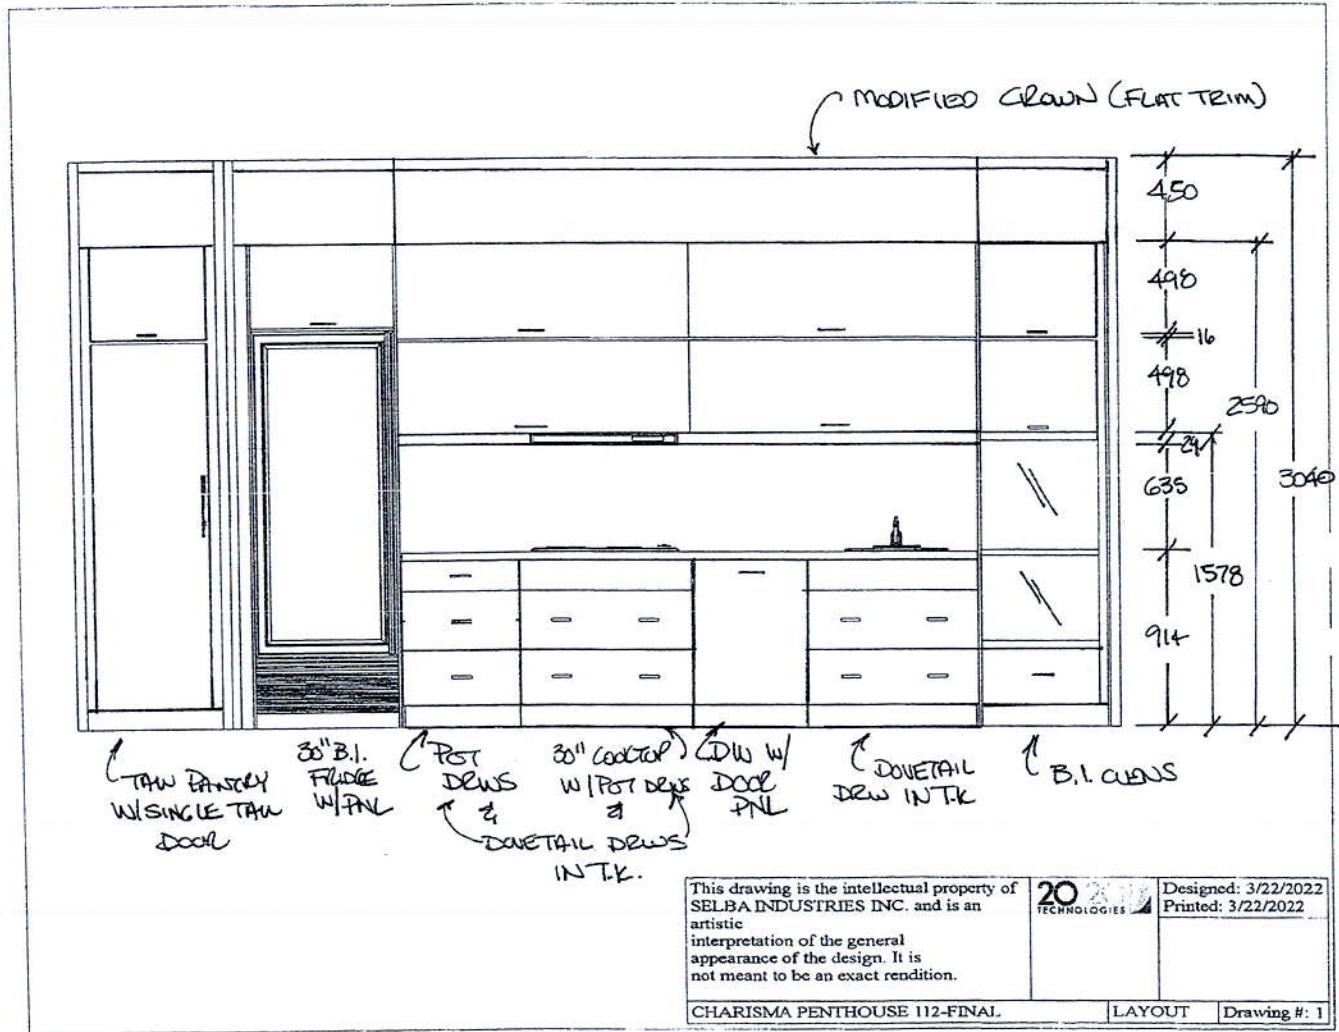 MODIFIED CROWN (FLAT TRIM)
450
498
16
498
2590
29
3040
635
1578
914
TALL PANTRY
W/SINGLE TALL
DOOR
30" B.I.
FRIDGE
W/PNL
POT
DRWS
&
30" COOKTOP
W/POT DRWS
&
DOVETAIL DRWS
IN T.K.
DW W/
DOOR
PNL
DOVETAIL
DRW IN T.K
B.I. OVENS
This drawing is the intellectual property of
SELBA INDUSTRIES INC. and is an
artistic
interpretation of the general
appearance of the design. It is
not meant to be an exact rendition.
20
TECHNOLOGIES
Designed: 3/22/2022
Printed: 3/22/2022
CHARISMA PENTHOUSE 112-FINAL
LAYOUT
Drawing #: 1